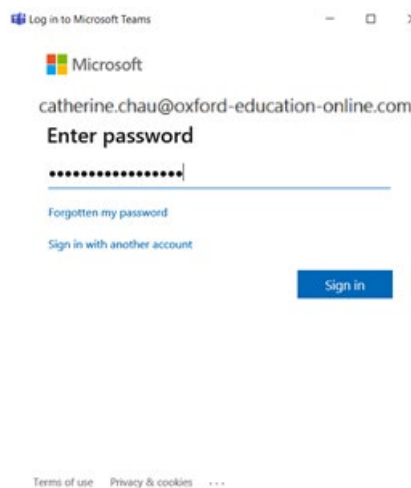 Log in to Microsoft Teams
Microsoft
catherine.chau@oxford-education-online.com
Enter password
•••••••••••••••••
Forgotten my password
Sign in with another account
Sign in
Terms of use Privacy & cookies ...